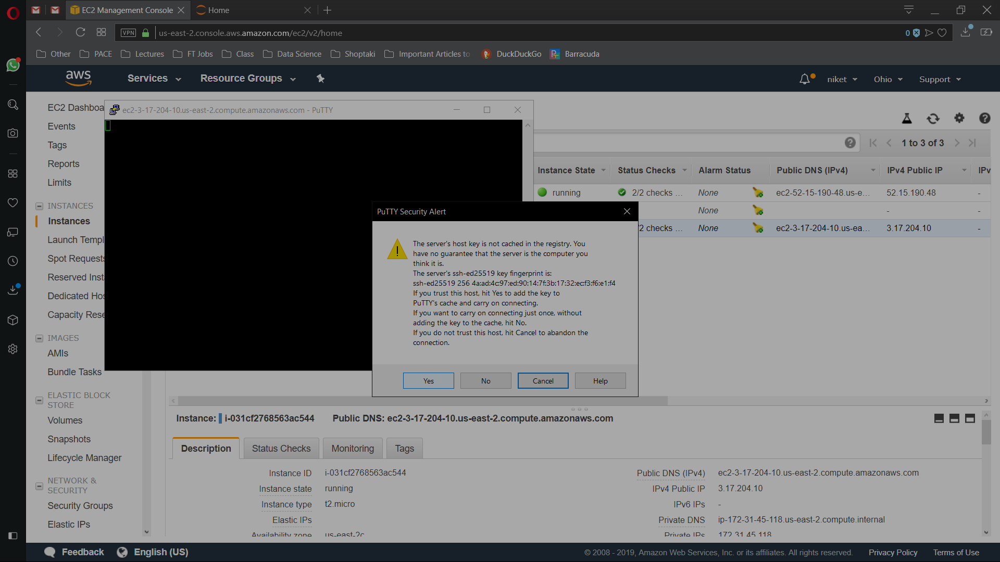 EC2 Management Console
Home
VPN
us-east-2.console.aws.amazon.com/ec2/v2/home
0
Other
PACE
Lectures
FT Jobs
Class
Data Science
Shoptaki
Important Articles to
DuckDuckGo
Barracuda
aws
Services
Resource Groups
niket
Ohio
Support
EC2 Dashboa
Events
Tags
Reports
Limits
INSTANCES
Instances
Launch Templ
Spot Requests
Reserved Inst
Dedicated Hos
Capacity Rese
IMAGES
AMIs
Bundle Tasks
ELASTIC BLOCK
STORE
Volumes
Snapshots
Lifecycle Manager
NETWORK &
SECURITY
Security Groups
Elastic IPs
ec2-3-17-204-10.us-east-2.compute.amazonaws.com - PuTTY
1 to 3 of 3
Instance State
Status Checks
Alarm Status
Public DNS (IPv4)
IPv4 Public IP
IPv
running
2/2 checks ...
None
ec2-52-15-190-48.us-e...
52.15.190.48
-
None
-
-
/2 checks ...
None
ec2-3-17-204-10.us-ea...
3.17.204.10
-
PuTTY Security Alert
The server's host key is not cached in the registry. You
have no guarantee that the server is the computer you
think it is.
The server's ssh-ed25519 key fingerprint is:
ssh-ed25519 256 4a:ad:4c:97:ed:90:14:7f:3b:17:32:ec:f3:f6:e1:f4
If you trust this host, hit Yes to add the key to
PuTTY's cache and carry on connecting.
If you want to carry on connecting just once, without
adding the key to the cache, hit No.
If you do not trust this host, hit Cancel to abandon the
connection.
Yes
No
Cancel
Help
Instance: i-031cf2768563ac544
Public DNS: ec2-3-17-204-10.us-east-2.compute.amazonaws.com
Description
Status Checks
Monitoring
Tags
Instance ID
i-031cf2768563ac544
Instance state
running
Instance type
t2.micro
Elastic IPs
Availability zone
us-east-2c
Public DNS (IPv4)
ec2-3-17-204-10.us-east-2.compute.amazonaws.com
IPv4 Public IP
3.17.204.10
IPv6 IPs
-
Private DNS
ip-172-31-45-118.us-east-2.compute.internal
Private IPs
172.31.45.118
Feedback
English (US)
© 2008 - 2019, Amazon Web Services, Inc. or its affiliates. All rights reserved.
Privacy Policy
Terms of Use